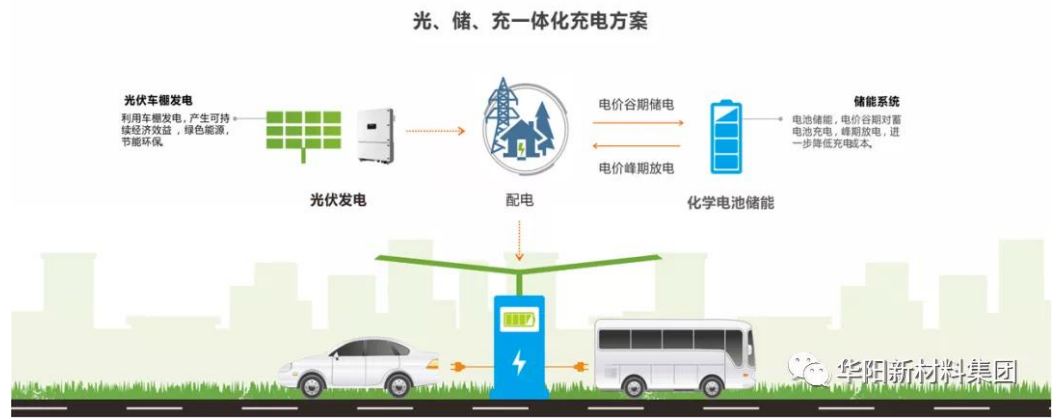 光、储、充一体化充电方案
光伏车棚发电
利用车棚发电，产生可持
续经济效益，绿色能源，
节能环保。
电价谷期储电
电价峰期放电
储能系统
电池储能，电价谷期对蓄
电池充电，峰期放电，进
一步降低充电成本。
光伏发电
配电
化学电池储能
华阳新材料集团